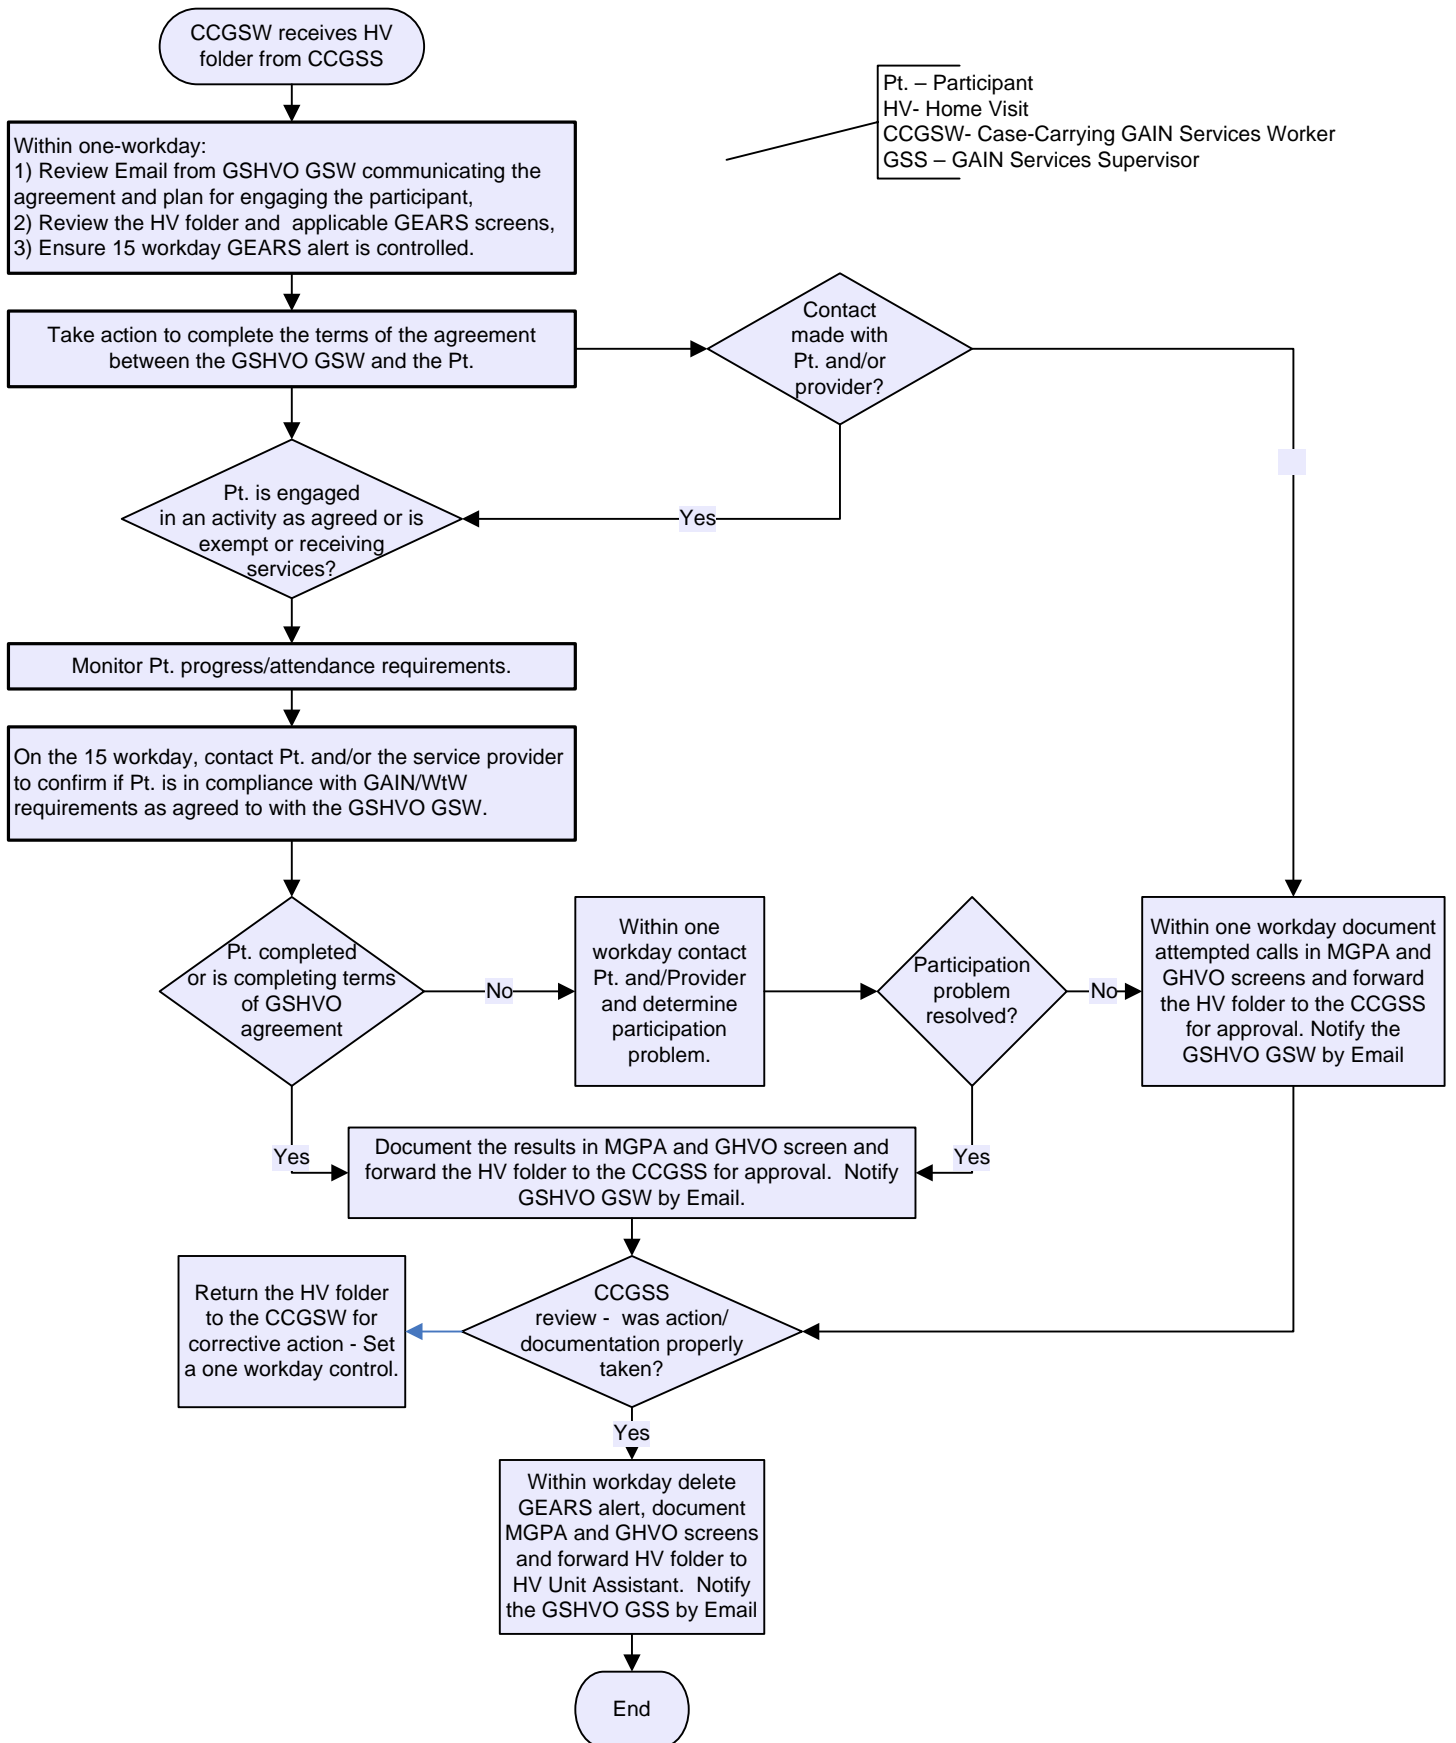 CCGSW receives HV
folder from CCGSS
Pt. – Participant
HV- Home Visit
CCGSW- Case-Carrying GAIN Services Worker
GSS – GAIN Services Supervisor
Within one-workday:
1) Review Email from GSHVO GSW communicating the
agreement and plan for engaging the participant,
2) Review the HV folder and applicable GEARS screens,
3) Ensure 15 workday GEARS alert is controlled.
Take action to complete the terms of the agreement
between the GSHVO GSW and the Pt.
Contact
made with
Pt. and/or
provider?
Yes
Pt. is engaged
in an activity as agreed or is
exempt or receiving
services?
Monitor Pt. progress/attendance requirements.
On the 15 workday, contact Pt. and/or the service provider
to confirm if Pt. is in compliance with GAIN/WtW
requirements as agreed to with the GSHVO GSW.
Pt. completed
or is completing terms
of GSHVO
agreement
No
Within one
workday contact
Pt. and/Provider
and determine
participation
problem.
Participation
problem
resolved?
No
Within one workday document
attempted calls in MGPA and
GHVO screens and forward
the HV folder to the CCGSS
for approval. Notify the
GSHVO GSW by Email
Yes
Document the results in MGPA and GHVO screen and
forward the HV folder to the CCGSS for approval. Notify
GSHVO GSW by Email.
Yes
Return the HV folder
to the CCGSW for
corrective action - Set
a one workday control.
CCGSS
review - was action/
documentation properly
taken?
Yes
Within workday delete
GEARS alert, document
MGPA and GHVO screens
and forward HV folder to
HV Unit Assistant. Notify
the GSHVO GSS by Email
End